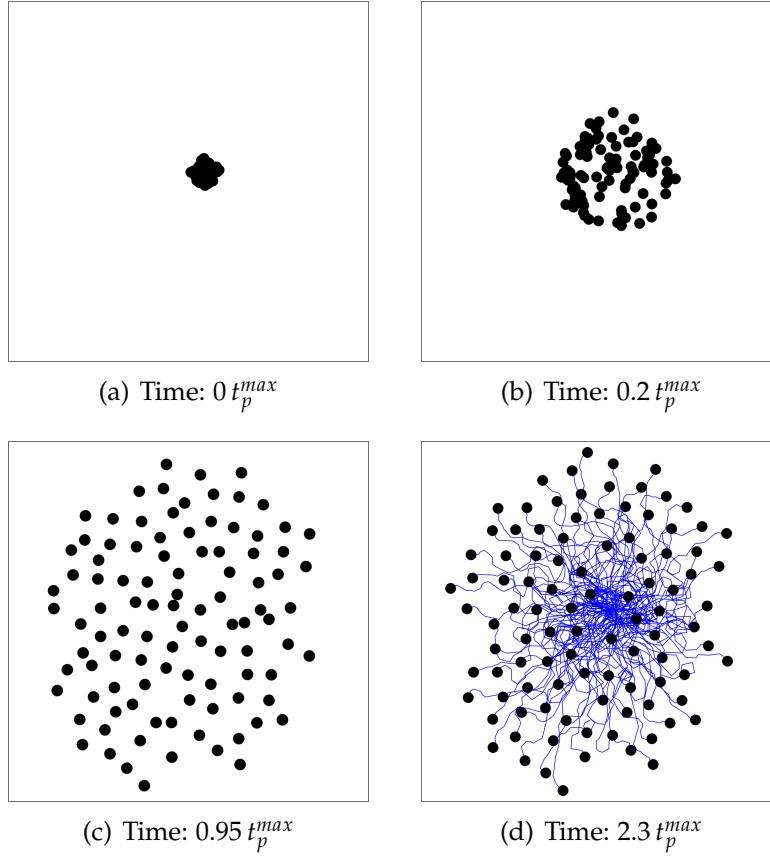 (a) Time: 0 t_p^{max}
(b) Time: 0.2 t_p^{max}
(c) Time: 0.95 t_p^{max}
(d) Time: 2.3 t_p^{max}